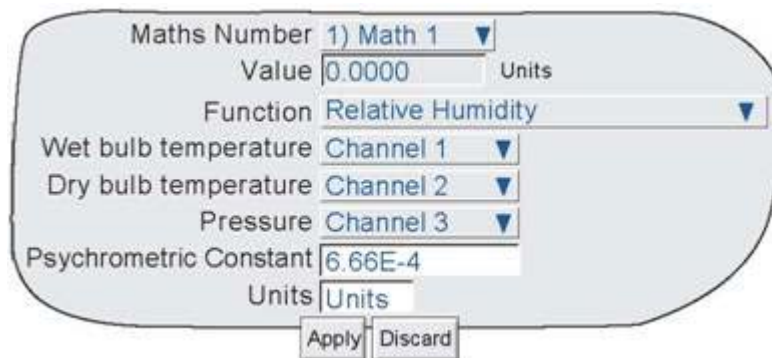 Maths Number 1) Math 1
Value 0.0000 Units
Function Relative Humidity
Wet bulb temperature Channel 1
Dry bulb temperature Channel 2
Pressure Channel 3
Psychrometric Constant 6.66E-4
Units Units
Apply Discard